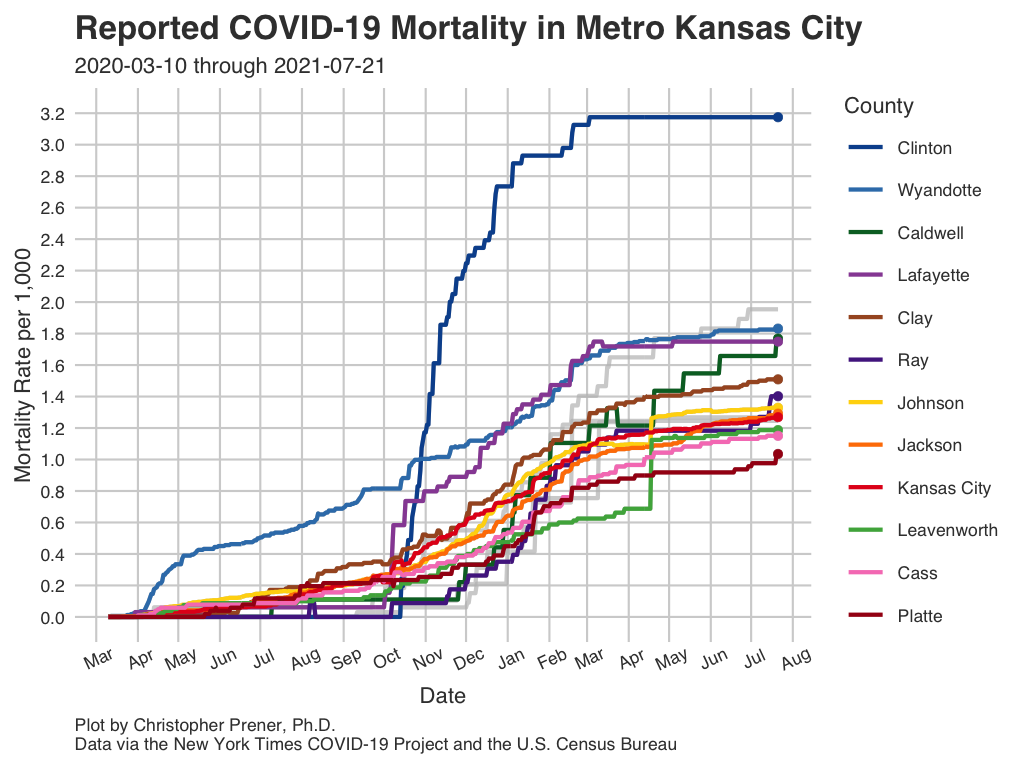 Reported COVID-19 Mortality in Metro Kansas City
2020-03-10 through 2021-07-21
Mortality Rate per 1,000
3.2
3.0
2.8
2.6
2.4
2.2
2.0
1.8
1.6
1.4
1.2
1.0
0.8
0.6
0.4
0.2
0.0
Mar Apr May Jun Jul Aug Sep Oct Nov Dec Jan Feb Mar Apr May Jun Jul Aug
Date
County
Clinton
Wyandotte
Caldwell
Lafayette
Clay
Ray
Johnson
Jackson
Kansas City
Leavenworth
Cass
Platte
Plot by Christopher Prener, Ph.D.
Data via the New York Times COVID-19 Project and the U.S. Census Bureau